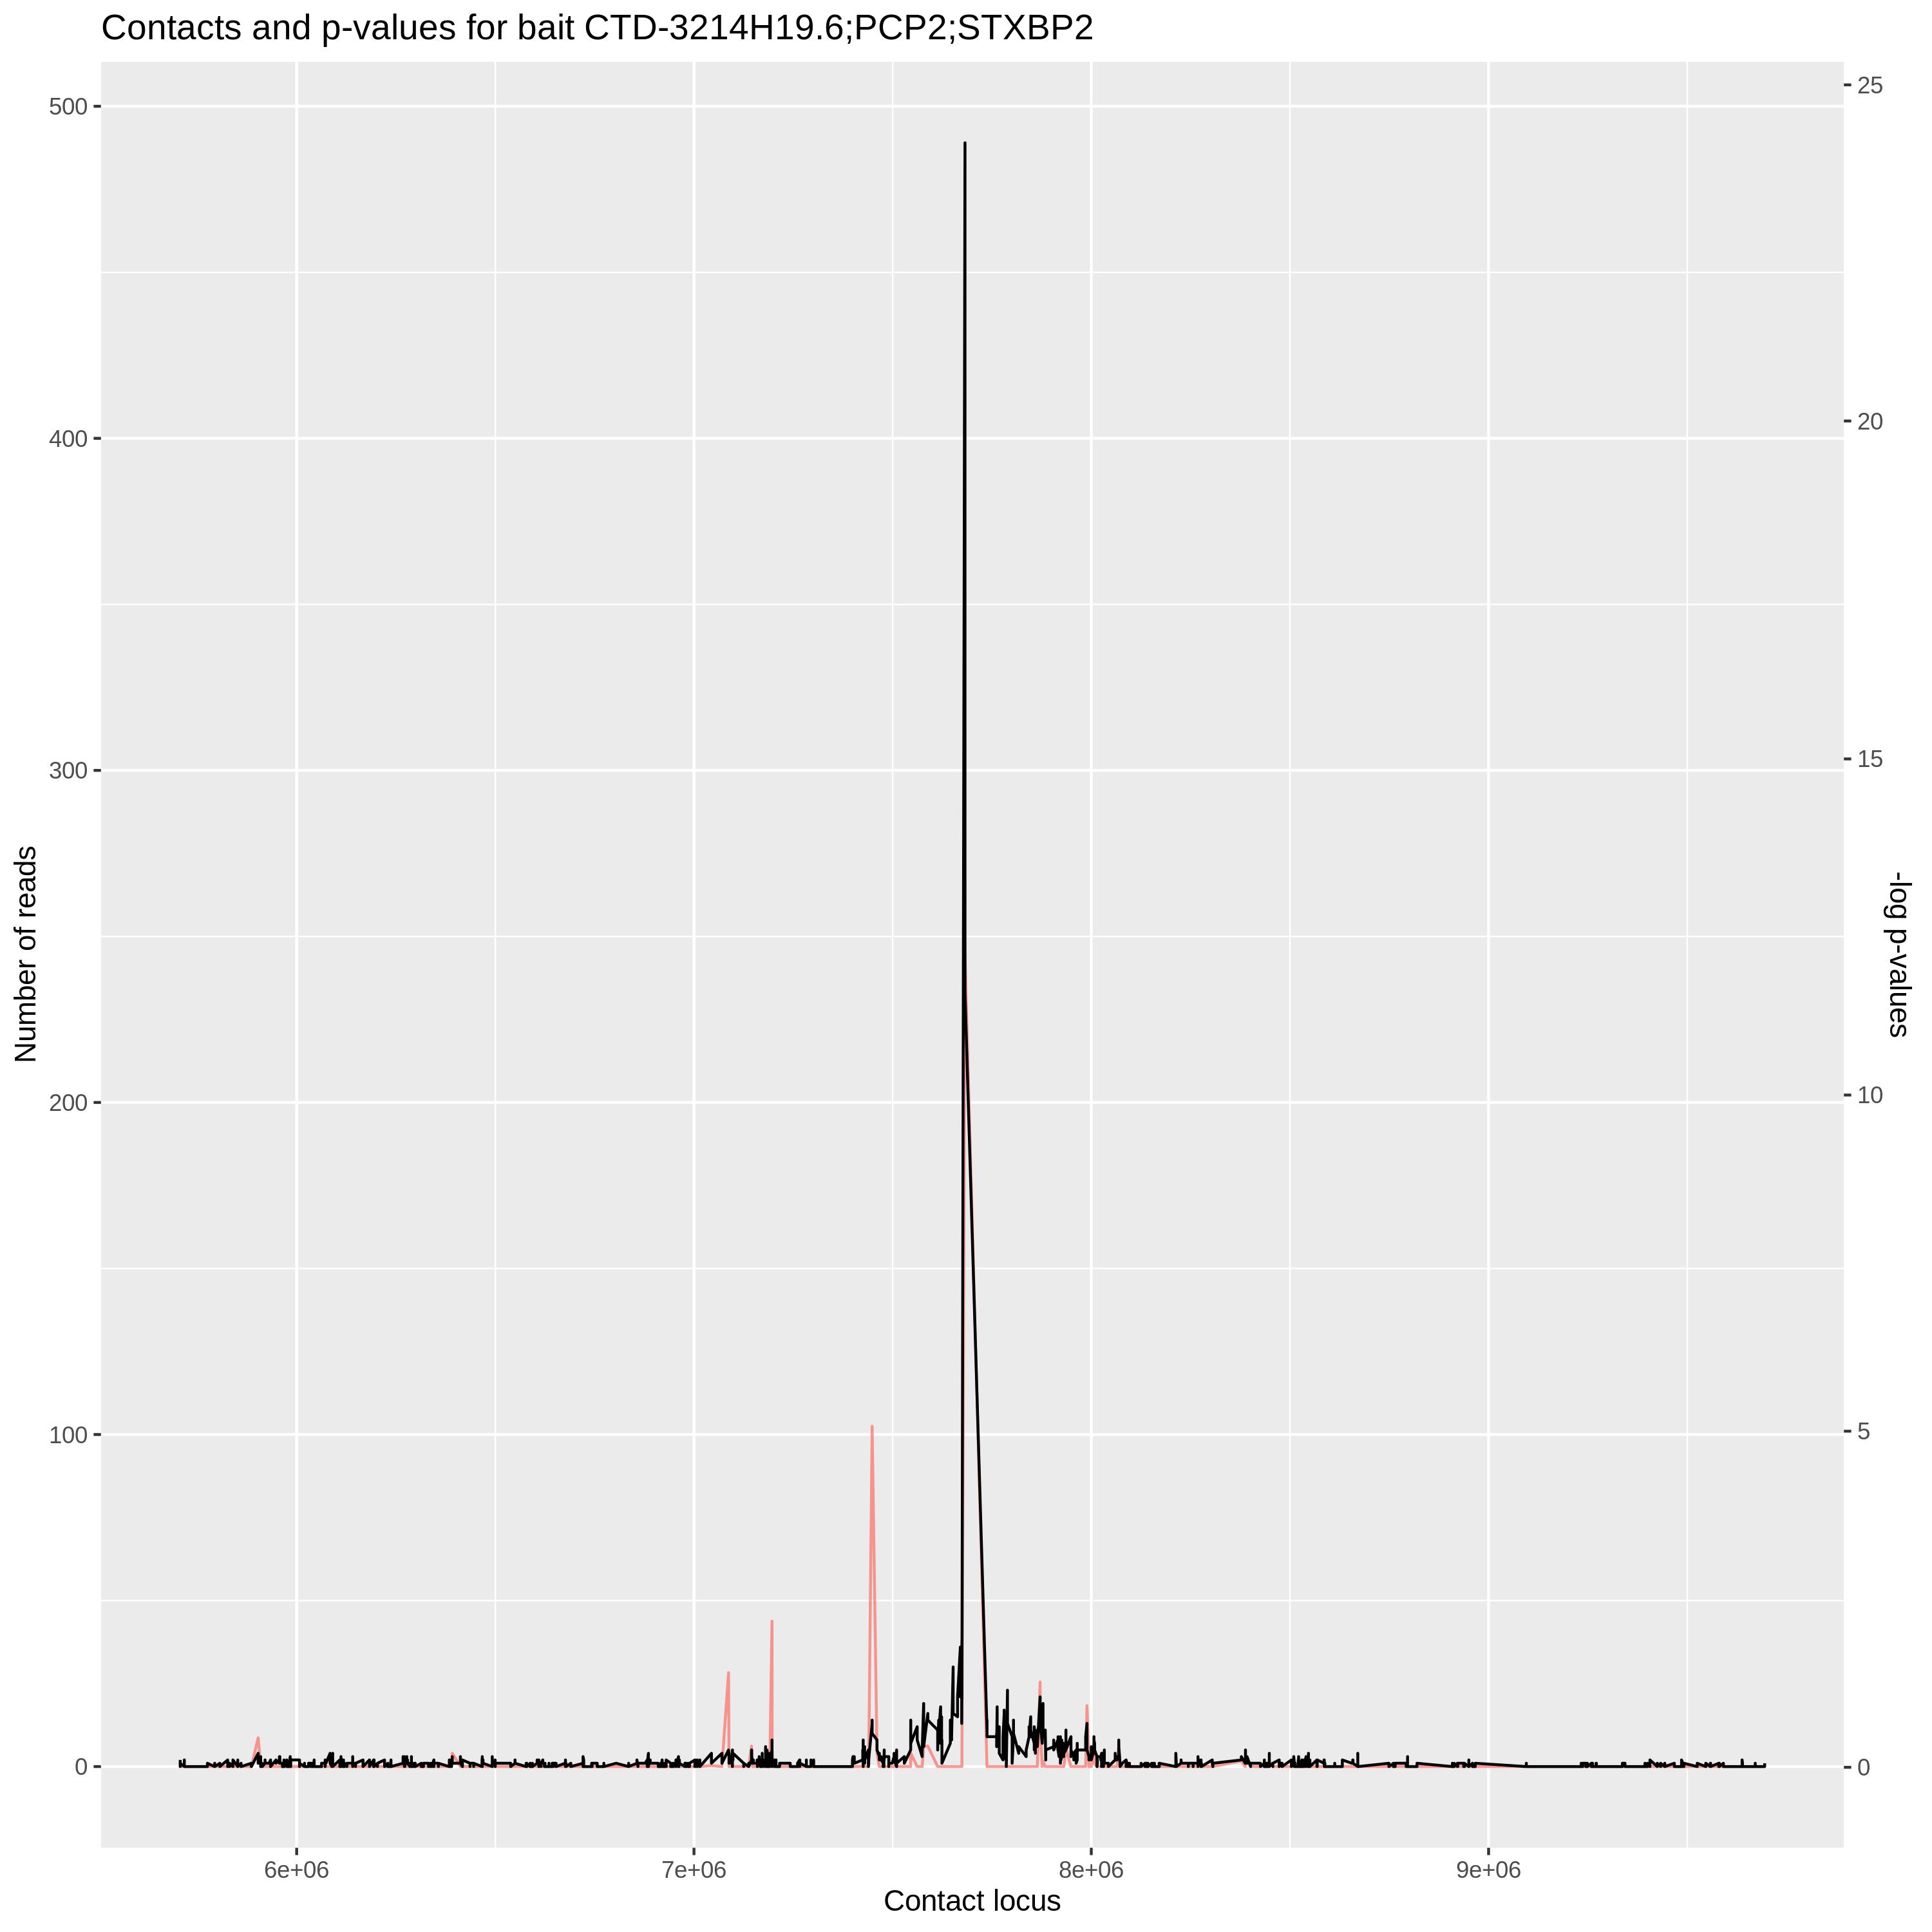 Contacts and p-values for bait CTD-3214H19.6;PCP2;STXBP2
500
400
300
200
100
0
Number of reads
25
20
15
10
5
0
-log p-values
6e+06
7e+06
8e+06
9e+06
Contact locus